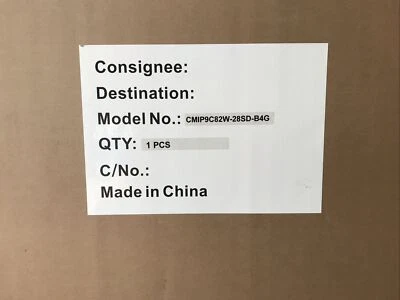 Consignee:
Destination:
Model No.: CMIP9C82W-28SD-B4G
QTY: 1 PCS
C/No.:
Made in China